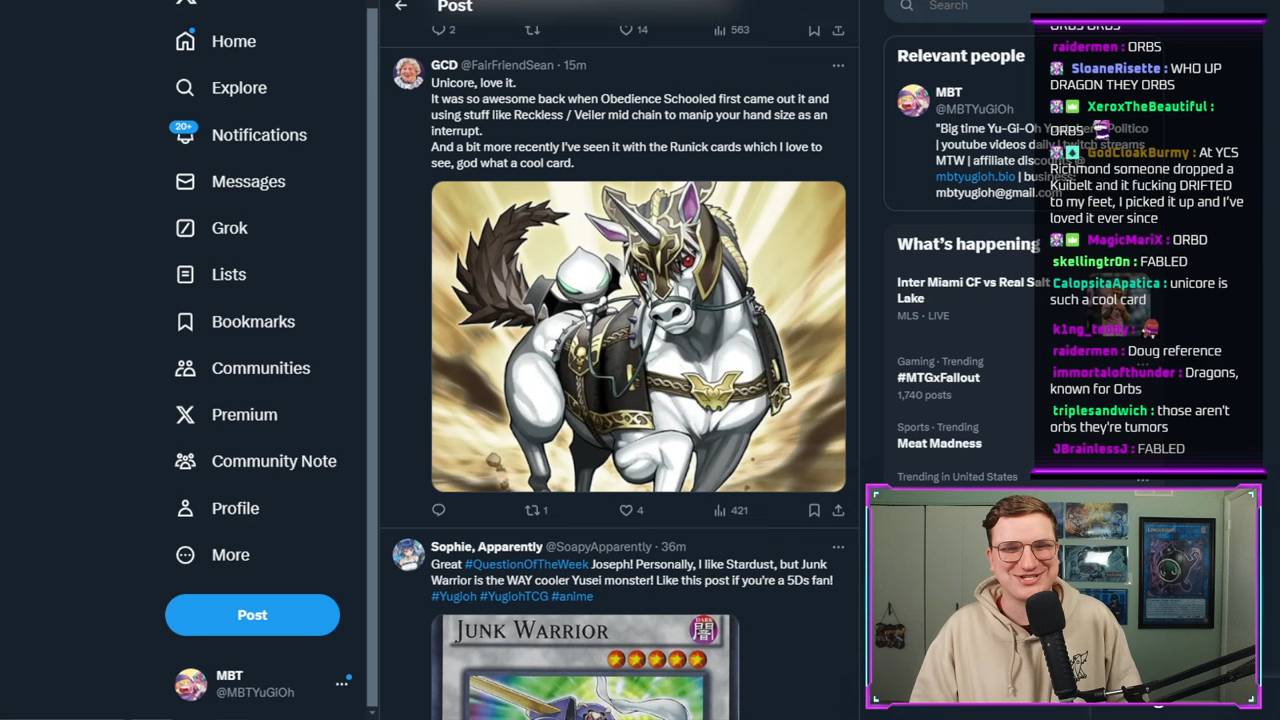 Home
Explore
20+
Notifications
Messages
Grok
Lists
Bookmarks
Communities
Premium
Community Note
Profile
More
Post
MBT
@MBTYuGiOh
Post
2
14
563
GCD @FairFriendSean · 15m
Unicore, love it.
It was so awesome back when Obedience Schooled first came out it and
using stuff like Reckless / Veiler mid chain to manip your hand size as an
interrupt.
And a bit more recently I've seen it with the Runick cards which I love to
see, god what a cool card.
1
4
421
Sophie, Apparently @SoapyApparently · 36m
Great #QuestionOfTheWeek Joseph! Personally, I like Stardust, but Junk
Warrior is the WAY cooler Yusei monster! Like this post if you're a 5Ds fan!
#Yugioh #YugiohTCG #anime
JUNK WARRIOR
DARK
闇
Search
Relevant people
MBT
@MBTYuGiOh
"Big time Yu-Gi-Oh Politico
| youtube videos daily | twitch streams
MTW | affiliate
mbtyugioh.bio |
mbtyugioh@gmail.com
What's happening
Inter Miami CF vs Real Salt
Lake
MLS · LIVE
Gaming · Trending
#MTGxFallout
1,740 posts
Sports · Trending
Meat Madness
Trending in United States
ORBS ORBS
raidermen : ORBS
SloaneRisette : WHO UP
DRAGON THEY ORBS
XeroxTheBeautiful :
ORBS
GodCloakBurmy : At YCS
Richmond someone dropped a
Kuibelt and it fucking DRIFTED
to my feet, I picked it up and I've
loved it ever since
MagicMariX : ORBD
skellingtr0n : FABLED
CalopsitaApatica : unicore is
such a cool card
raidermen : Doug reference
immortalofthunder : Dragons,
known for Orbs
triplesandwich : those aren't
orbs they're tumors
JBrainlessJ : FABLED